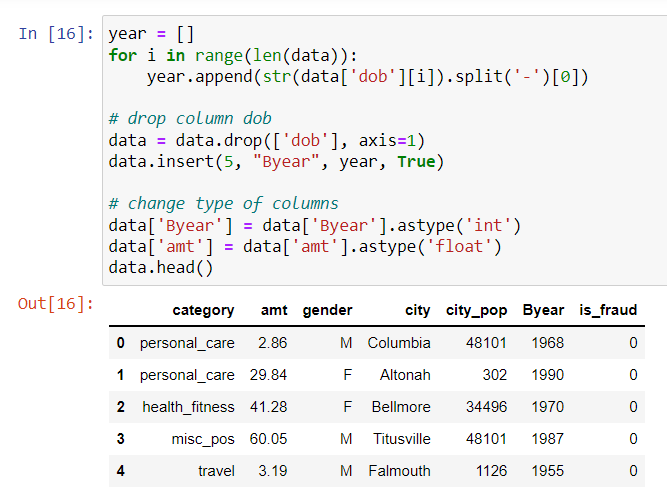 In [16]: year = []
for i in range(len(data)):
    year.append(str(data['dob'][i]).split('-')[0])

# drop column dob
data = data.drop(['dob'], axis=1)
data.insert(5, "Byear", year, True)

# change type of columns
data['Byear'] = data['Byear'].astype('int')
data['amt'] = data['amt'].astype('float')
data.head()
Out[16]:
category amt gender city city_pop Byear is_fraud
0 personal_care 2.86 M Columbia 48101 1968 0
1 personal_care 29.84 F Altonah 302 1990 0
2 health_fitness 41.28 F Bellmore 34496 1970 0
3 misc_pos 60.05 M Titusville 48101 1987 0
4 travel 3.19 M Falmouth 1126 1955 0